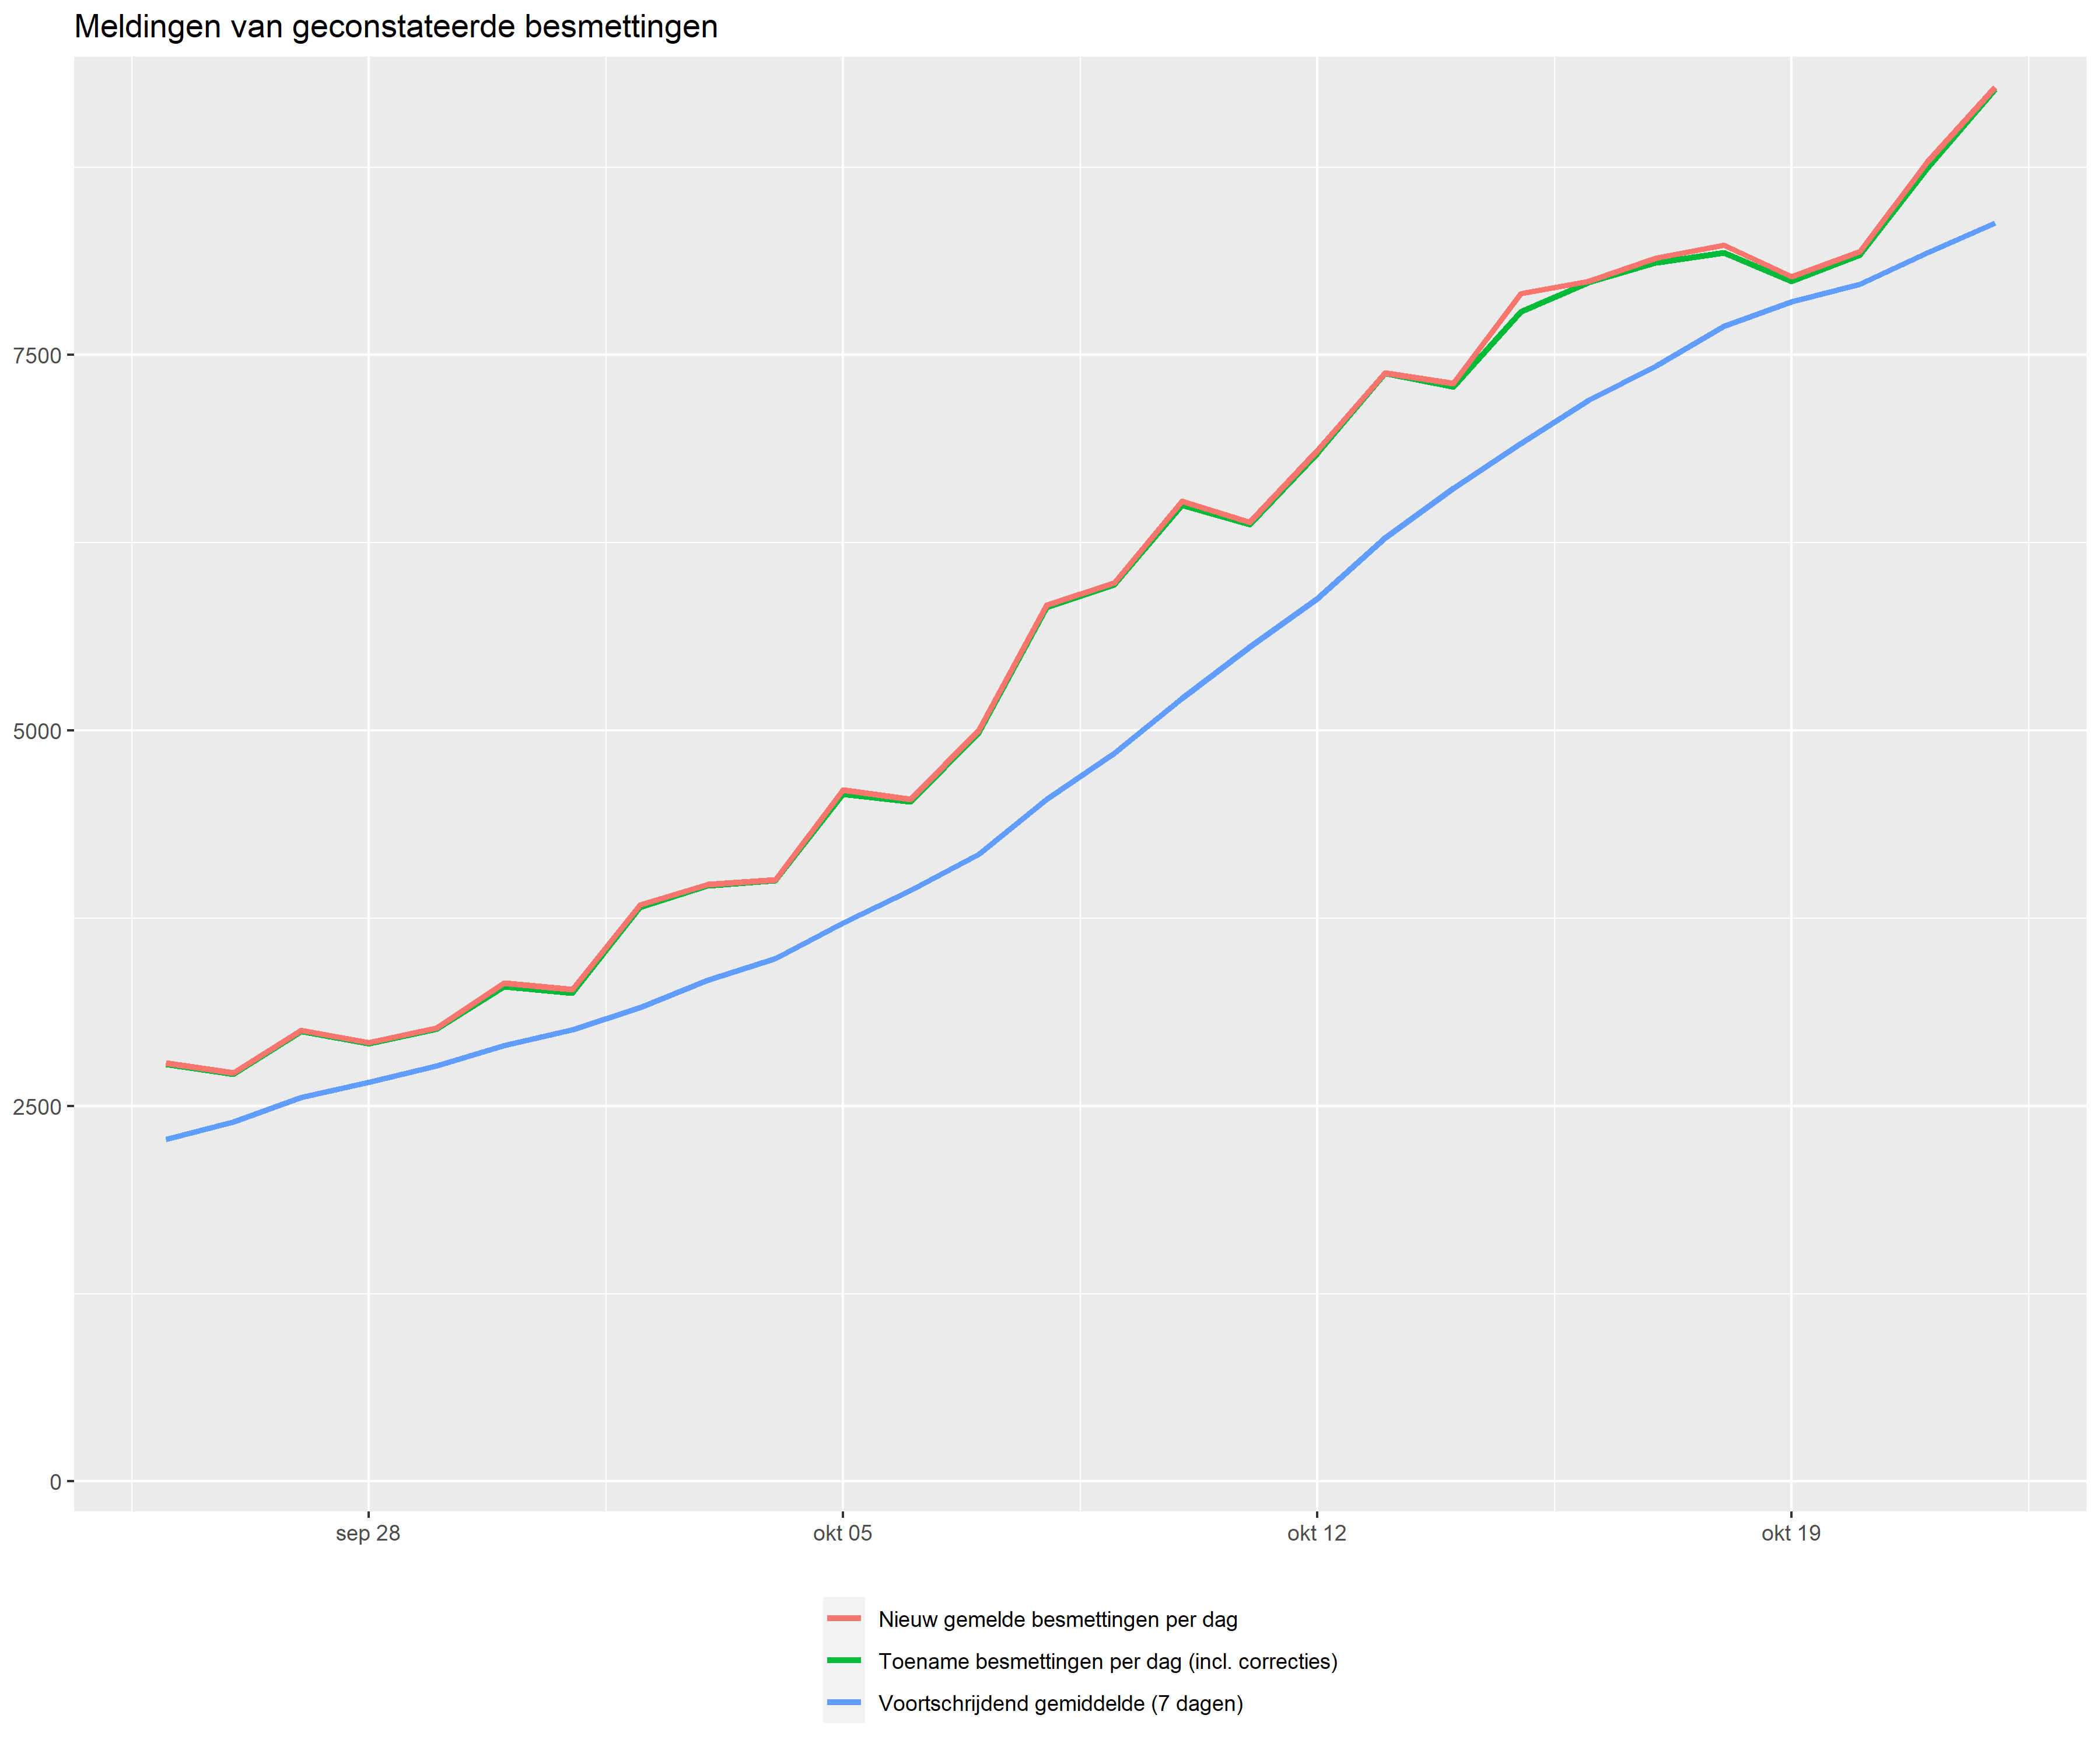 Meldingen van geconstateerde besmettingen
7500
5000
2500
0
sep 28
okt 05
okt 12
okt 19
Nieuw gemelde besmettingen per dag
Toename besmettingen per dag (incl. correcties)
Voortschrijdend gemiddelde (7 dagen)